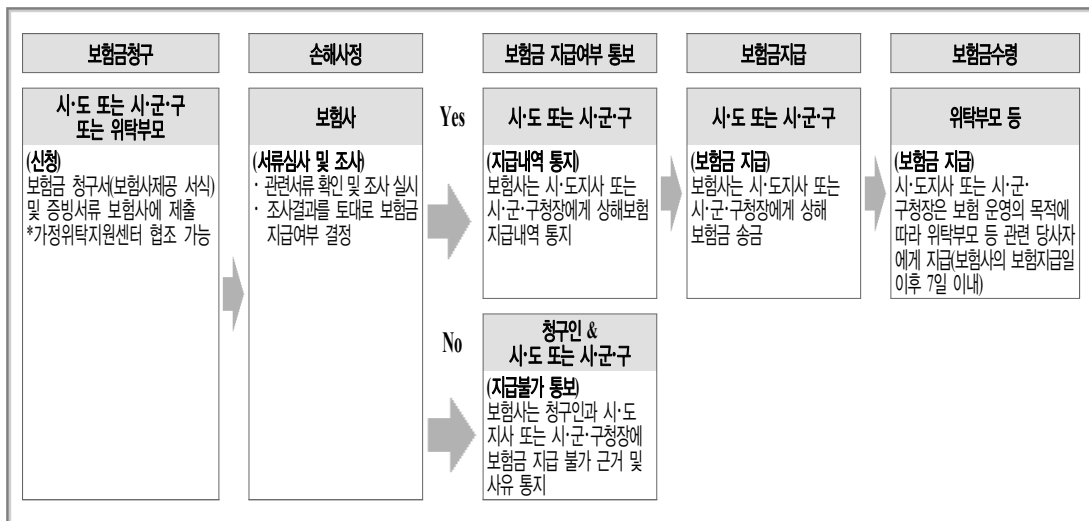 보험금청구
손해사정
보험금 지급여부 통보
보험금지급
보험금수령
시·도 또는 시·군·구
또는 위탁부모
(신청)
보험금 청구서(보험사제공 서식)
및 증빙서류 보험사에 제출
*가정위탁지원센터 협조 가능
보험사
(서류심사 및 조사)
· 관련서류 확인 및 조사 실시
· 조사결과를 토대로 보험금
지급여부 결정
Yes
시·도 또는 시·군·구
(지급내역 통지)
보험사는 시·도지사 또는
시·군·구청장에게 상해보험
지급내역 통지
시·도 또는 시·군·구
(보험금 지급)
보험사는 시·도지사 또는
시·군·구청장에게 상해
보험금 송금
위탁부모 등
(보험금 지급)
시·도지사 또는 시·군·
구청장은 보험 운영의 목적에
따라 위탁부모 등 관련 당사자
에게 지급(보험사의 보험지급일
이후 7일 이내)
No
청구인 &
시·도 또는 시·군·구
(지급불가 통보)
보험사는 청구인과 시·도
지사 또는 시·군·구청장에
보험금 지급 불가 근거 및
사유 통지